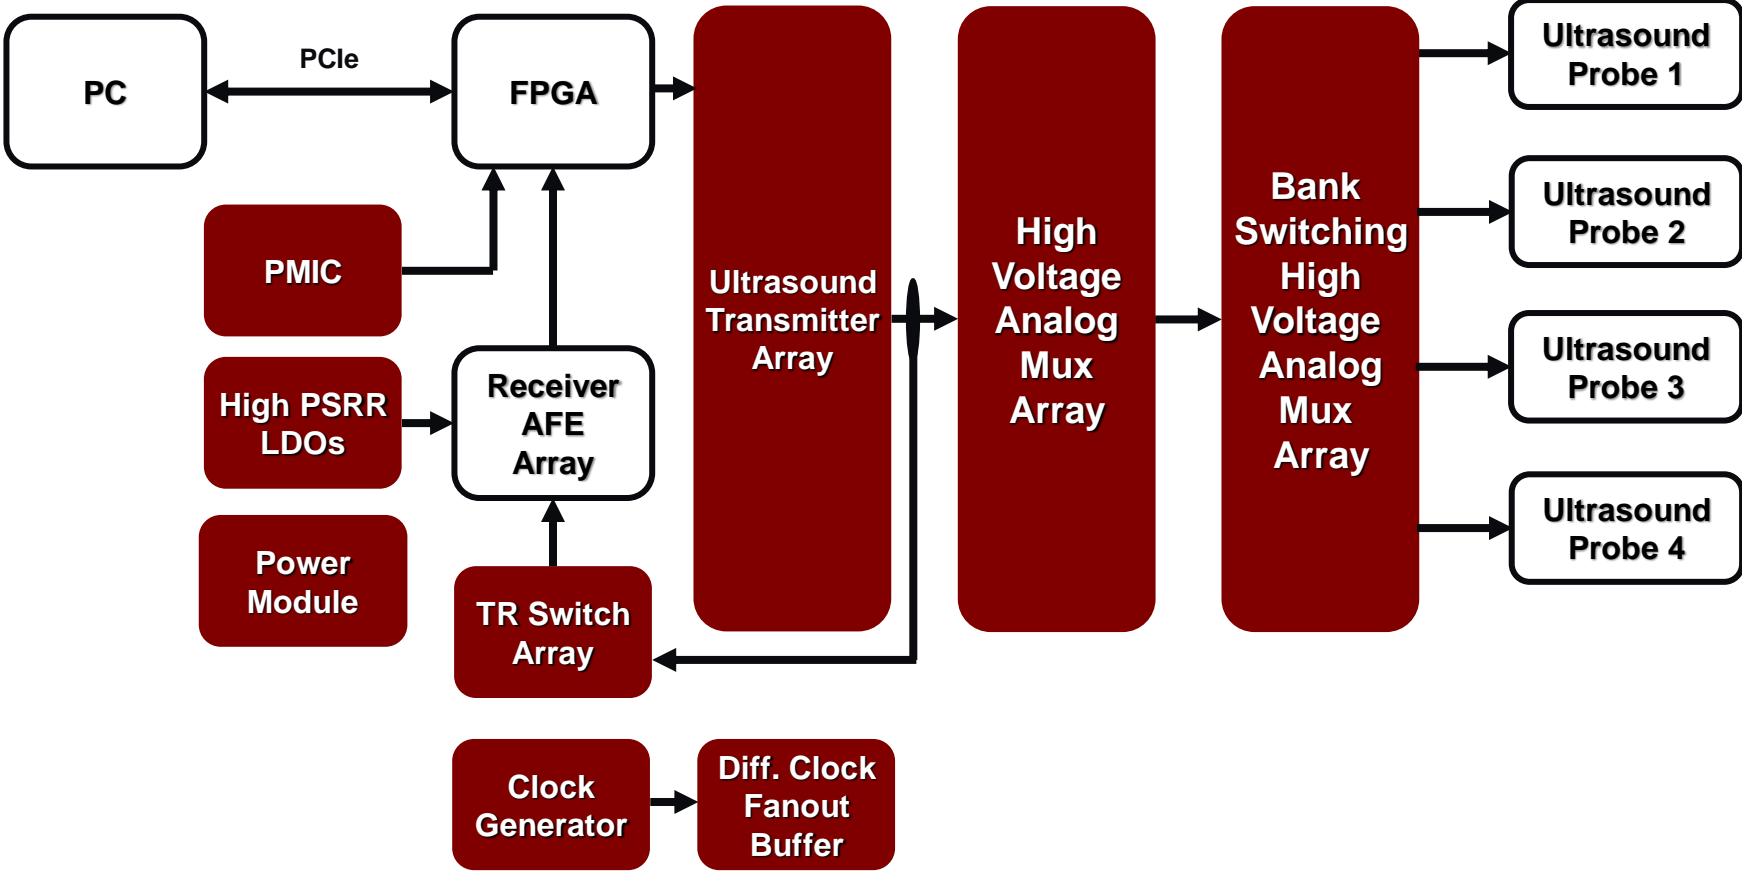 PC
PCIe
FPGA
PMIC
High PSRR
LDOs
Power
Module
Receiver
AFE
Array
TR Switch
Array
Clock
Generator
Diff. Clock
Fanout
Buffer
Ultrasound
Transmitter
Array
High
Voltage
Analog
Mux
Array
Bank
Switching
High
Voltage
Analog
Mux
Array
Ultrasound
Probe 1
Ultrasound
Probe 2
Ultrasound
Probe 3
Ultrasound
Probe 4